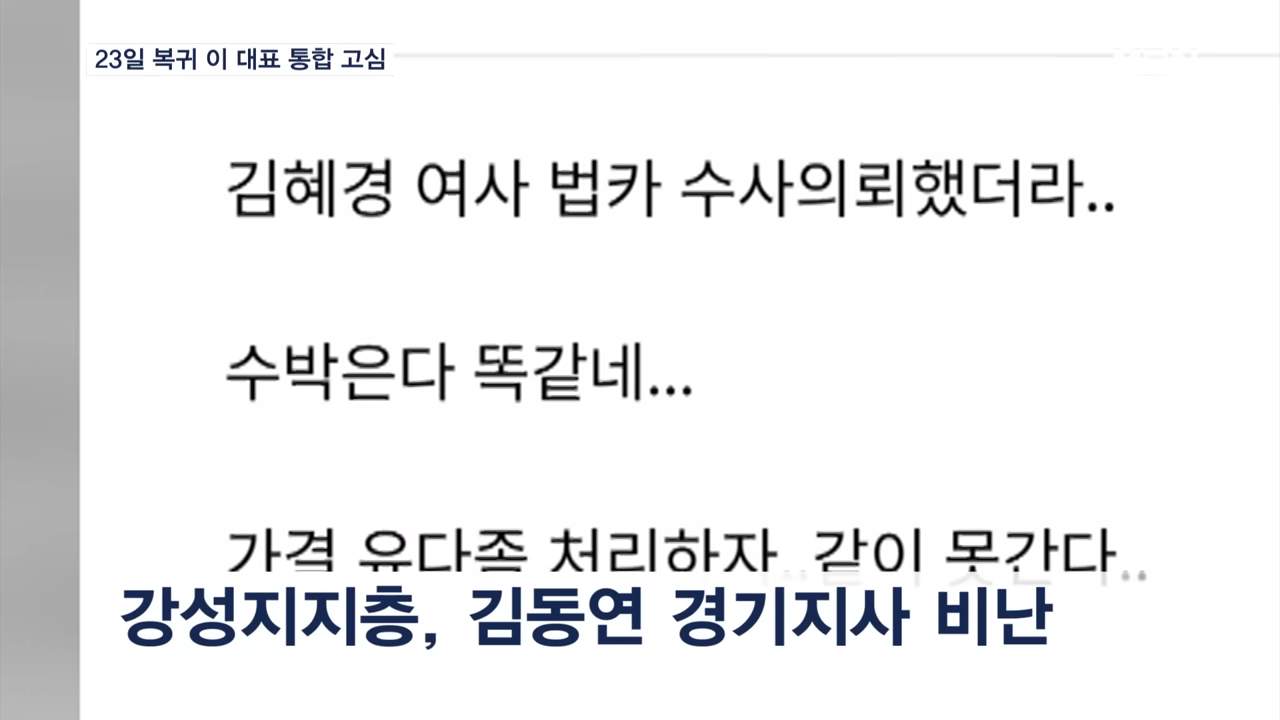 23일 복귀 이 대표 통합 고심
MBN
김혜경 여사 법카 수사의뢰했더라..
수박은다 똑같네...
가결 유다족 처리하자..같이 못간다..
강성지지층, 김동연 경기지사 비난